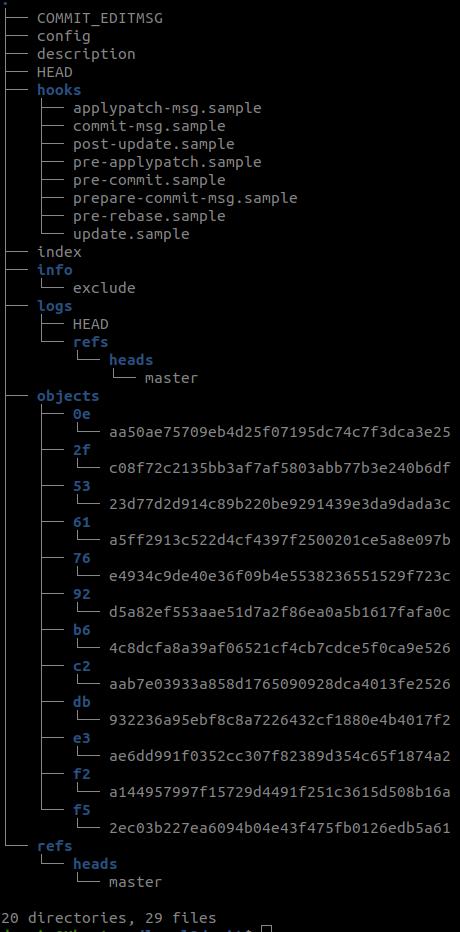 .
├── COMMIT_EDITMSG
├── config
├── description
├── HEAD
├── hooks
│   ├── applypatch-msg.sample
│   ├── commit-msg.sample
│   ├── post-update.sample
│   ├── pre-applypatch.sample
│   ├── pre-commit.sample
│   ├── prepare-commit-msg.sample
│   ├── pre-rebase.sample
│   └── update.sample
├── index
├── info
│   └── exclude
├── logs
│   ├── HEAD
│   └── refs
│       └── heads
│           └── master
├── objects
│   ├── 0e
│   │   └── aa50ae75709eb4d25f07195dc74c7f3dca3e25
│   ├── 2f
│   │   └── c08f72c2135bb3af7af5803abb77b3e240b6df
│   ├── 53
│   │   └── 23d77d2d914c89b220be9291439e3da9dada3c
│   ├── 61
│   │   └── a5ff2913c522d4cf4397f2500201ce5a8e097b
│   ├── 76
│   │   └── e4934c9de40e36f09b4e5538236551529f723c
│   ├── 92
│   │   └── d5a82ef553aae51d7a2f86ea0a5b1617fafa0c
│   ├── b6
│   │   └── 4c8dcfa8a39af06521cf4cb7cdce5f0ca9e526
│   ├── c2
│   │   └── aab7e03933a858d1765090928dca4013fe2526
│   ├── db
│   │   └── 932236a95ebf8c8a7226432cf1880e4b4017f2
│   ├── e3
│   │   └── ae6dd991f0352cc307f82389d354c65f1874a2
│   ├── f2
│   │   └── a144957997f15729d4491f251c3615d508b16a
│   └── f5
│       └── 2ec03b227ea6094b04e43f475fb0126edb5a61
└── refs
    └── heads
        └── master
20 directories, 29 files